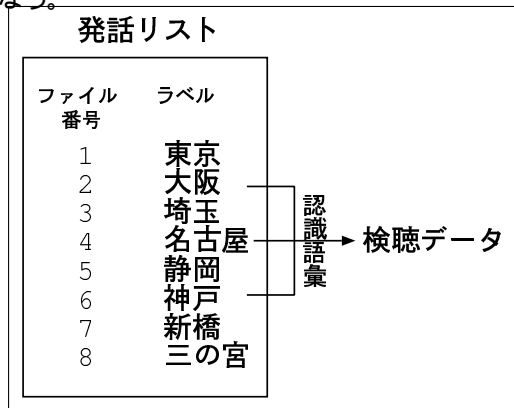 なう。
発話リスト
ファイル番号 ラベル
1 東京
2 大阪
3 埼玉
4 名古屋
5 静岡
6 神戸
7 新橋
8 三の宮
認識語彙
検聴データ